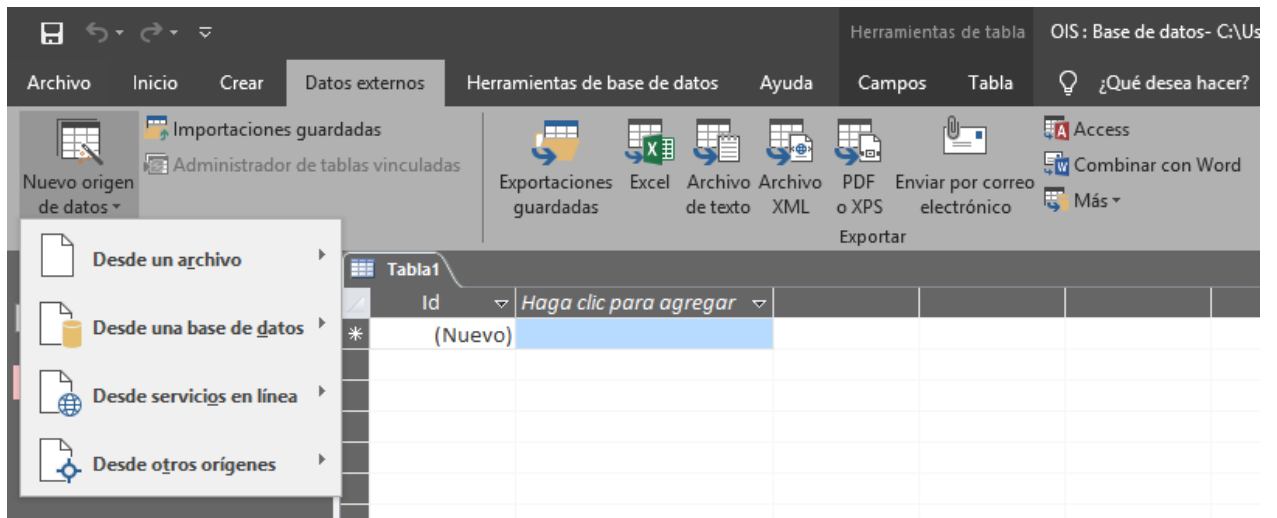 Herramientas de tabla
OIS : Base de datos- C:\Us
Archivo Inicio Crear Datos externos Herramientas de base de datos Ayuda Campos Tabla ¿Qué desea hacer?
Nuevo origen
de datos
Importaciones guardadas
Administrador de tablas vinculadas
Exportaciones
guardadas
Excel
Archivo
de texto
Archivo
XML
PDF
o XPS
Enviar por correo
electrónico
Access
Combinar con Word
Más
Exportar
Desde un archivo
Desde una base de datos
Desde servicios en línea
Desde otros orígenes
Tabla1
Id Haga clic para agregar
(Nuevo)